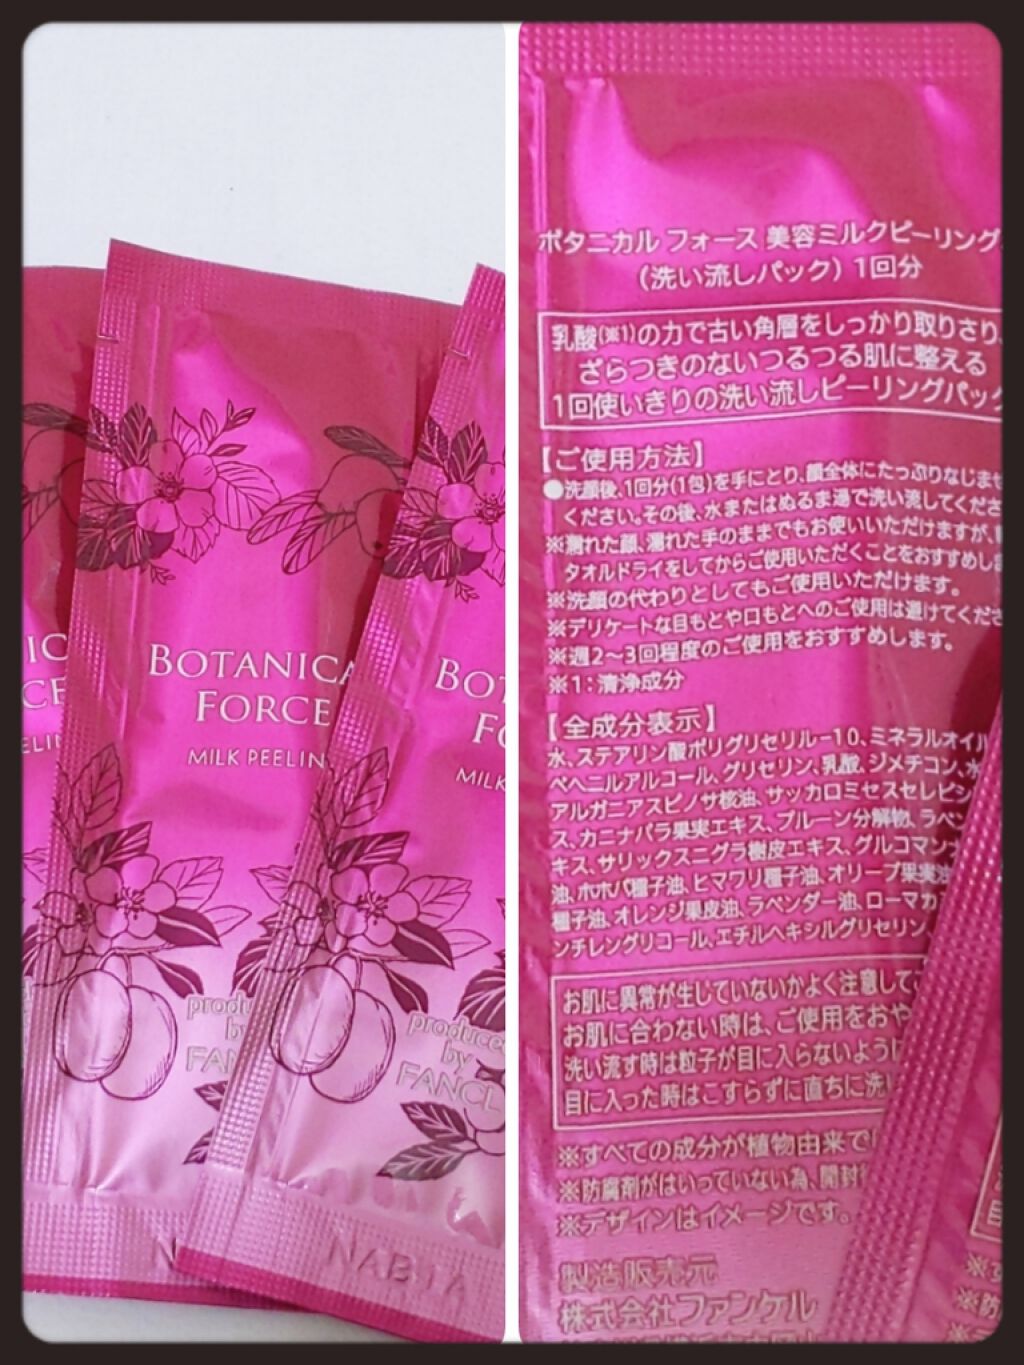 BOTANICA
FORCE
MILK PEELIN
produce
by
FANCL
NAB1A
ボタニカル フォース 美容ミルクピーリング
(洗い流しパック) 1回分
乳酸(※1)の力で古い角層をしっかり取りさり、
ざらつきのないつるつる肌に整える
1回使いきりの洗い流しピーリングパック
【ご使用方法】
●洗顔後、1回分(1包)を手にとり、顔全体にたっぷりなじませ
ください。その後、水またはぬるま湯で洗い流してくださ
※濡れた顔、濡れた手のままでもお使いいただけますが、
タオルドライをしてからご使用いただくことをおすすめし
※洗顔の代わりとしてもご使用いただけます。
※デリケートな目もとや口もとへのご使用は避けてくださ
※週2〜3回程度のご使用をおすすめします。
※1:清浄成分
【全成分表示】
水、ステアリン酸ポリグリセリル-10、ミネラルオイル
ベヘニルアルコール、グリセリン、乳酸、ジメチコン、水
アルガニアスピノサ核油、サッカロミセスセレビシ
ス、カニナバラ果実エキス、プルーン分解物、ラベン
キス、サリックスニグラ樹皮エキス、グルコマン
油、ホホバ種子油、ヒマワリ種子油、オリーブ果実油
種子油、オレンジ果皮油、ラベンダー油、ローマカ
ンチレングリコール、エチルヘキシルグリセリン、
お肌に異常が生じていないかよく注意して
お肌に合わない時は、ご使用をおや
洗い流す時は粒子が目に入らないように
目に入った時はこすらずに直ちに洗い
※すべての成分が植物由来で
※防腐剤がはいっていない為、開封後
※デザインはイメージです。
製造販売元
株式会社ファンケル